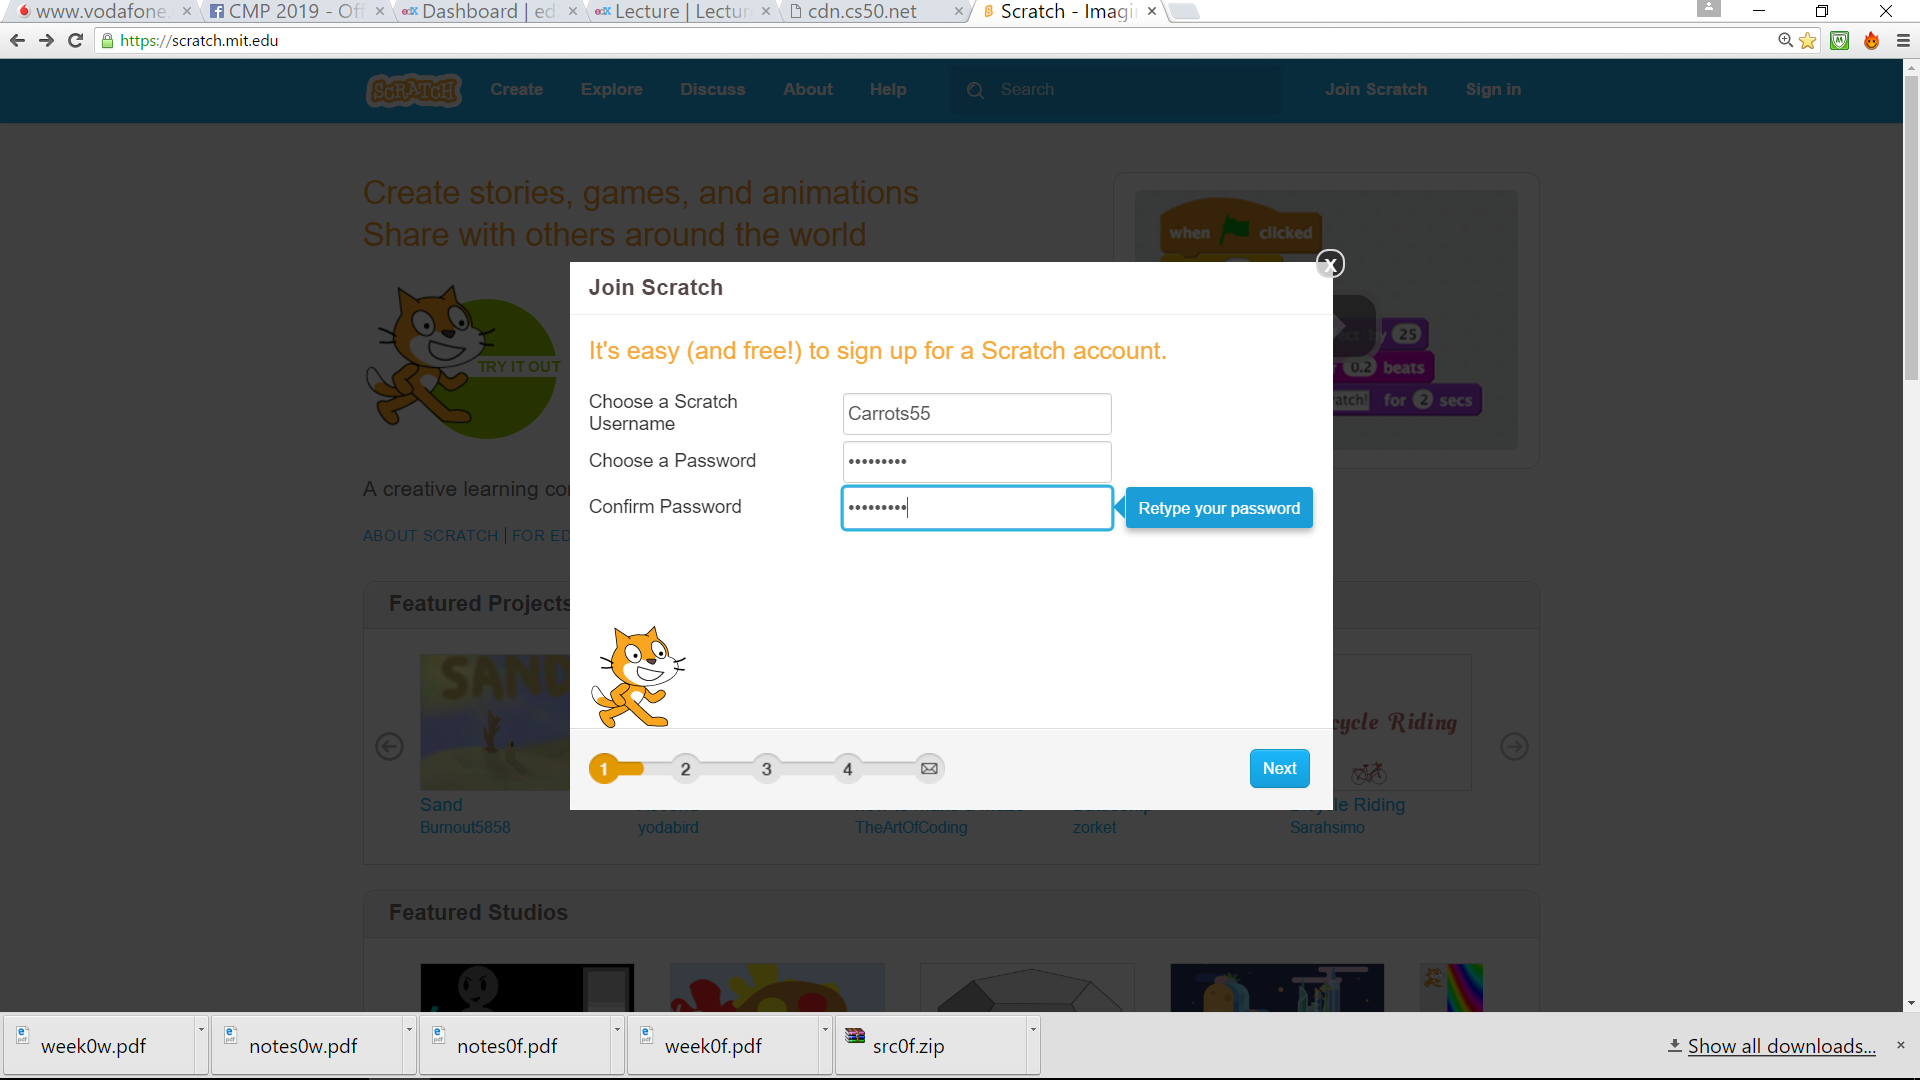 www.vodafone.
CMP 2019 - Off
Dashboard | ed
Lecture | Lectur
cdn.cs50.net
Scratch - Imagi
https://scratch.mit.edu
SCRATCH
Create
Explore
Discuss
About
Help
Search
Join Scratch
Sign in
Create stories, games, and animations
Share with others around the world
when clicked
by 25
0.2 beats
atch! for 2 secs
TRY IT OUT
A creative learning co
ABOUT SCRATCH | FOR ED
Join Scratch
x
It's easy (and free!) to sign up for a Scratch account.
Choose a Scratch
Username
Carrots55
Choose a Password
•••••••••
Confirm Password
•••••••••
Retype your password
1
2
3
4
Next
Featured Projects
SAND
cycle Riding
Sand
Burnout5858
yodabird
TheArtOfCoding
zorket
le Riding
Sarahsimo
Featured Studios
week0w.pdf
notes0w.pdf
notes0f.pdf
week0f.pdf
src0f.zip
Show all downloads...